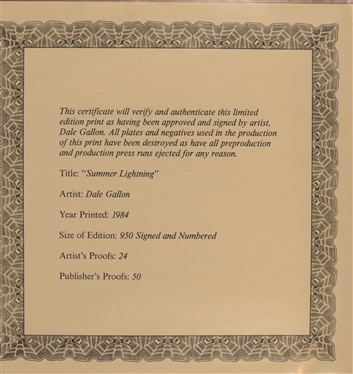 This certificate will verify and authenticate this limited
edition print as having been approved and signed by artist,
Dale Gallon. All plates and negatives used in the production
of this print have been destroyed as have all preproduction
and production press runs ejected for any reason.
Title: "Summer Lightning"
Artist: Dale Gallon
Year Printed: 1984
Size of Edition: 950 Signed and Numbered
Artist's Proofs: 24
Publisher's Proofs: 50